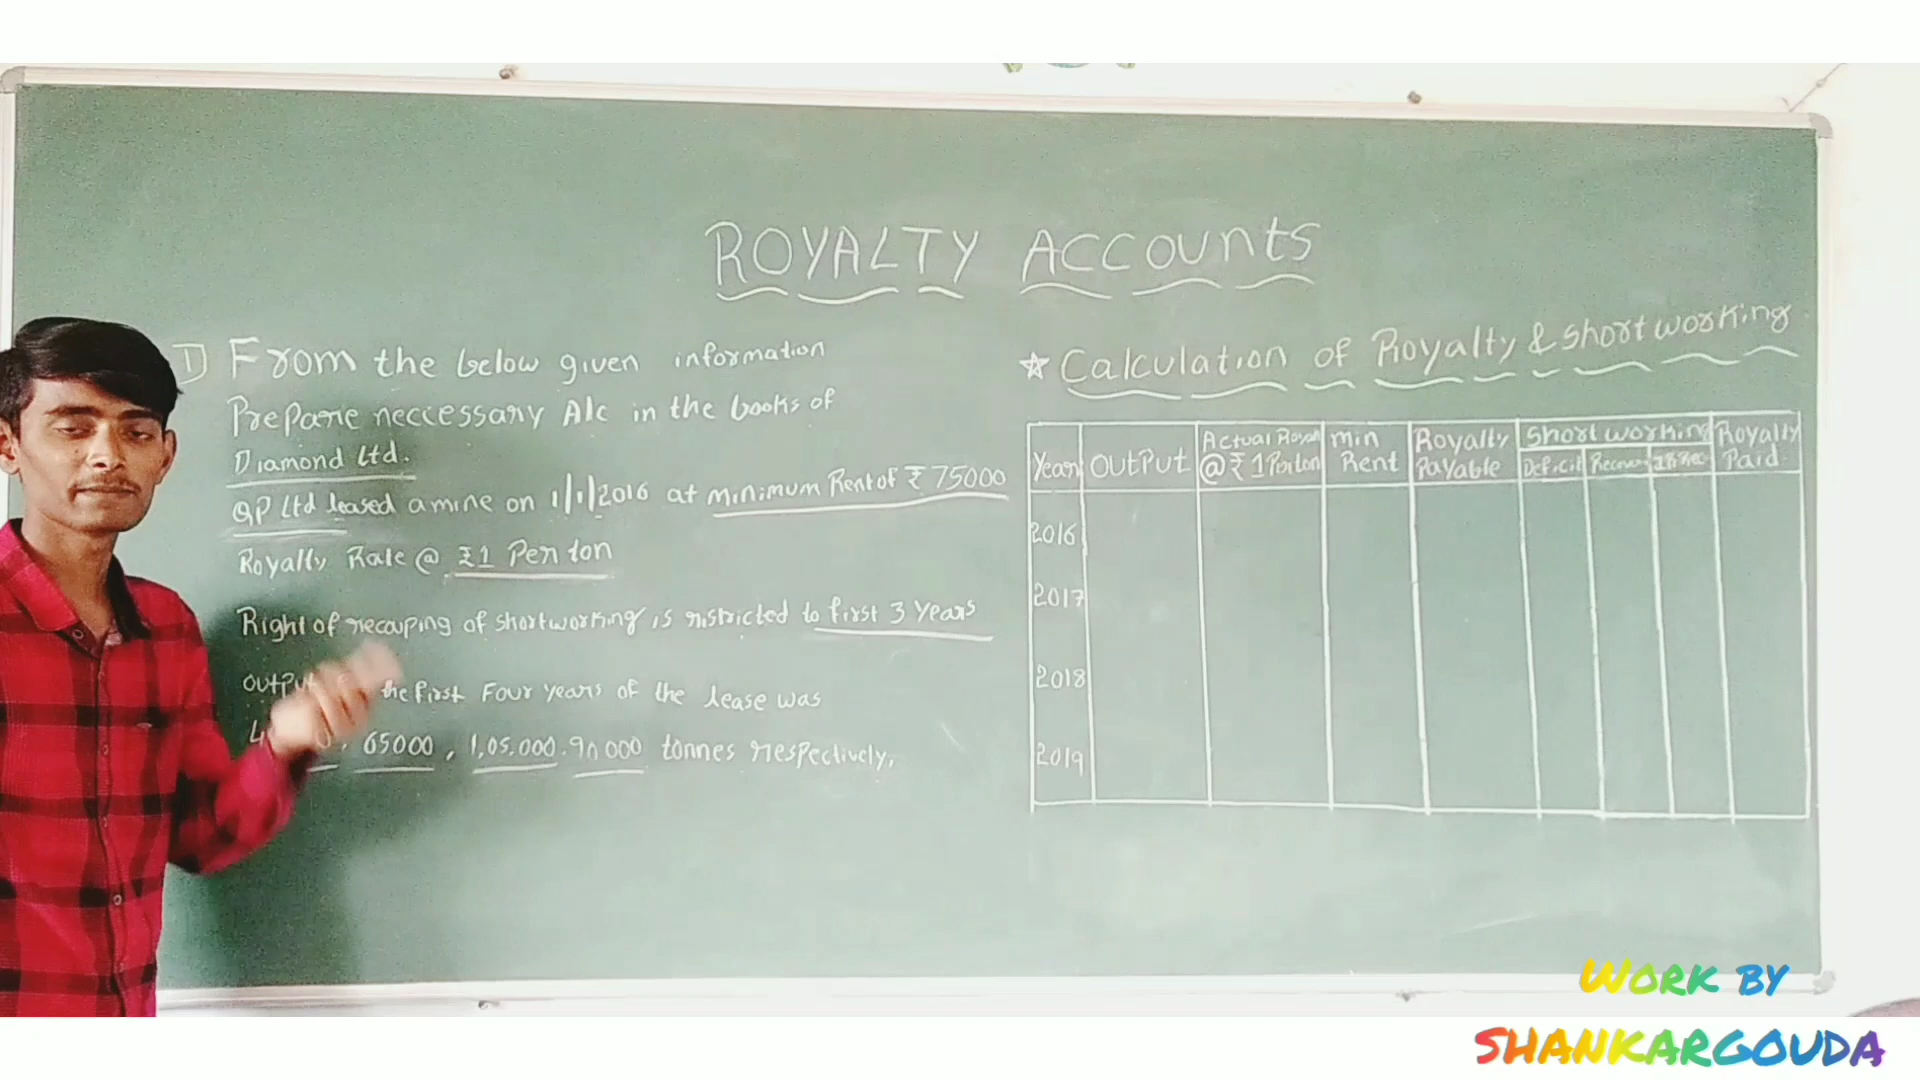 ROYALTY ACCOUNTS
1) From the below given information
Prepare neccessary A/c in the books of
Diamond Ltd.
QP Ltd leased a mine on 1/1/2016 at minimum Rent of ₹ 75000
Royalty Rate @ ₹1 Per ton
Right of recouping of shortworking is ristricted to first 3 years
the first Four years of the lease was
65000, 1,05,000. 90000 tonnes respectively,
☆ Calculation of Royalty & Short working
Year OUTPUT Actual Royal @ ₹ 1 Per ton min Rent Royalty Payable Short working Deficit Royalty Paid
2016
2017
2018
2019
WORK BY
SHANKARGOUDA